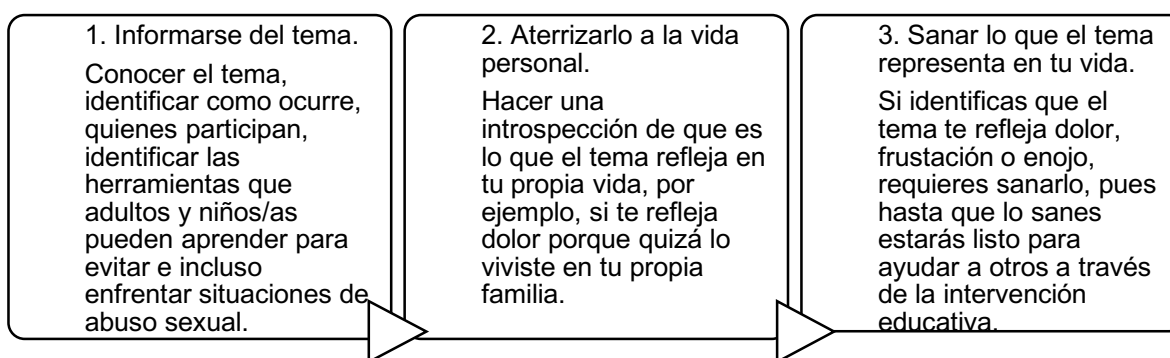 1. Informarse del tema.
Conocer el tema,
identificar como ocurre,
quienes participan,
identificar las
herramientas que
adultos y niños/as
pueden aprender para
evitar e incluso
enfrentar situaciones de
abuso sexual.
2. Aterrizarlo a la vida
personal.
Hacer una
introspección de que es
lo que el tema refleja en
tu propia vida, por
ejemplo, si te refleja
dolor porque quizá lo
viviste en tu propia
familia.
3. Sanar lo que el tema
representa en tu vida.
Si identificas que el
tema te refleja dolor,
frustación o enojo,
requieres sanarlo, pues
hasta que lo sanes
estarás listo para
ayudar a otros a través
de la intervención
educativa.